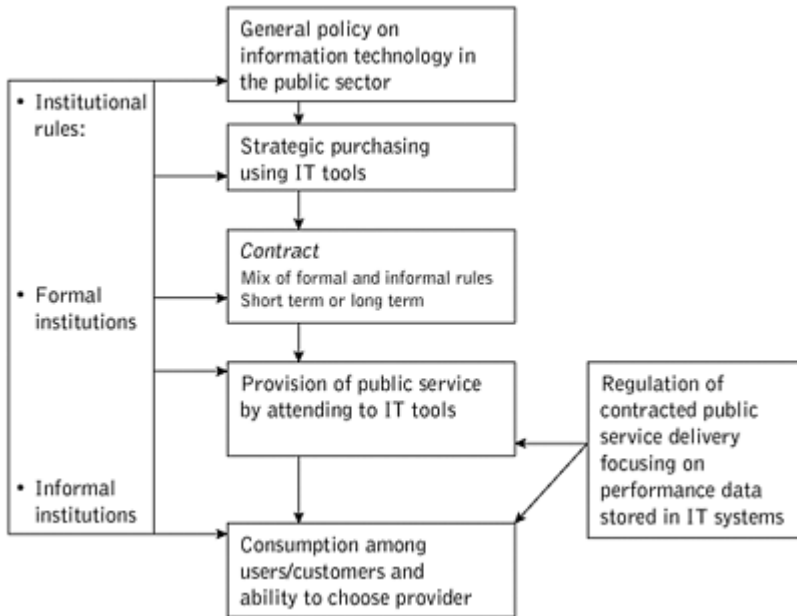 General policy on
information technology in
the public sector
• Institutional
rules:
Strategic purchasing
using IT tools
Contract
Mix of formal and informal rules
Short term or long term
• Formal
institutions
Provision of public service
by attending to IT tools
Regulation of
contracted public
service delivery
focusing on
performance data
stored in IT systems
• Informal
institutions
Consumption among
users/customers and
ability to choose provider